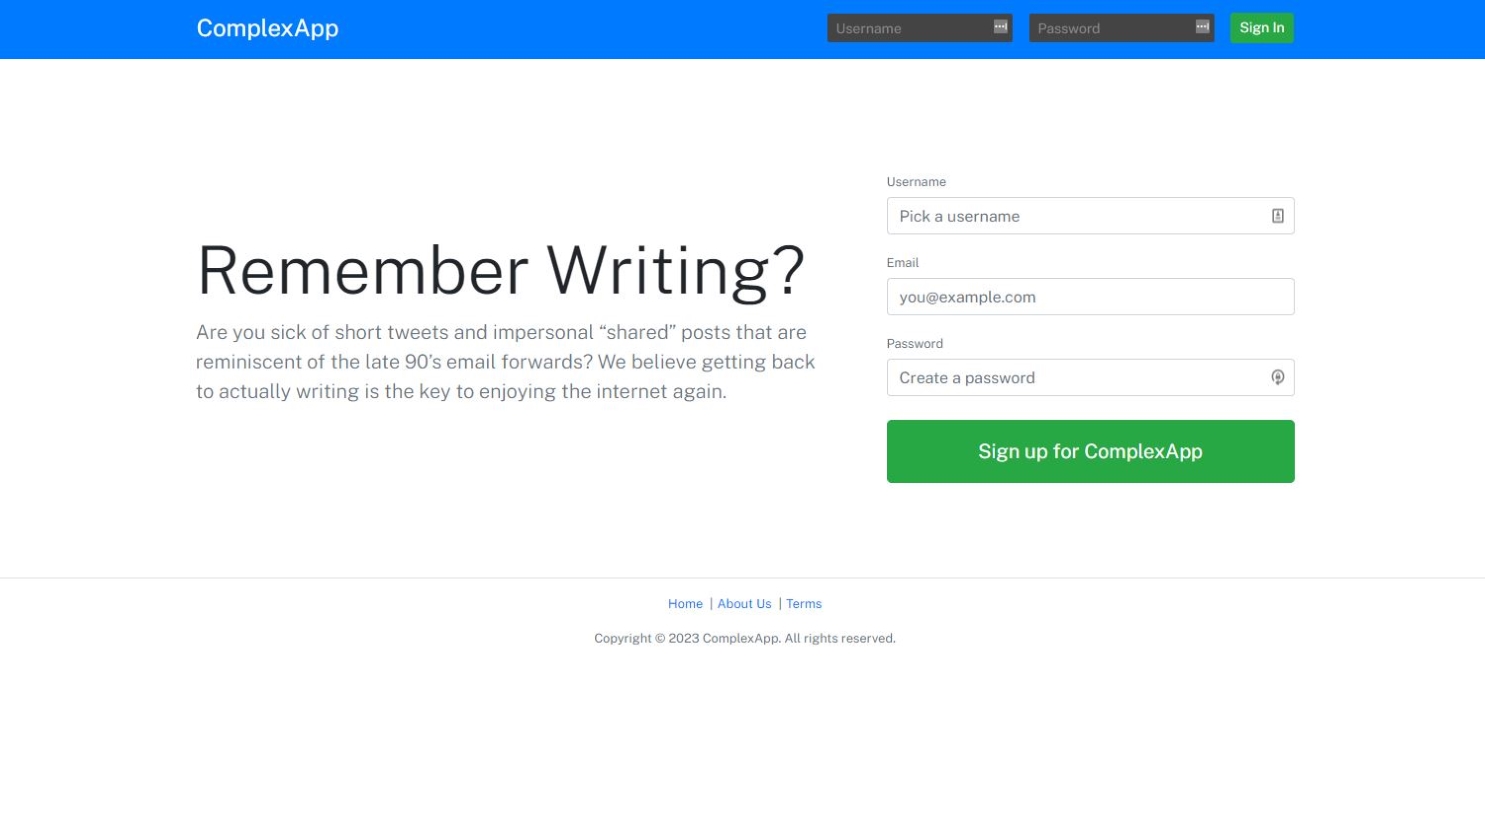 ComplexApp
Username
Password
Sign In
Remember Writing?
Are you sick of short tweets and impersonal “shared” posts that are
reminiscent of the late 90’s email forwards? We believe getting back
to actually writing is the key to enjoying the internet again.
Username
Pick a username
Email
you@example.com
Password
Create a password
Sign up for ComplexApp
Home | About Us | Terms
Copyright © 2023 ComplexApp. All rights reserved.